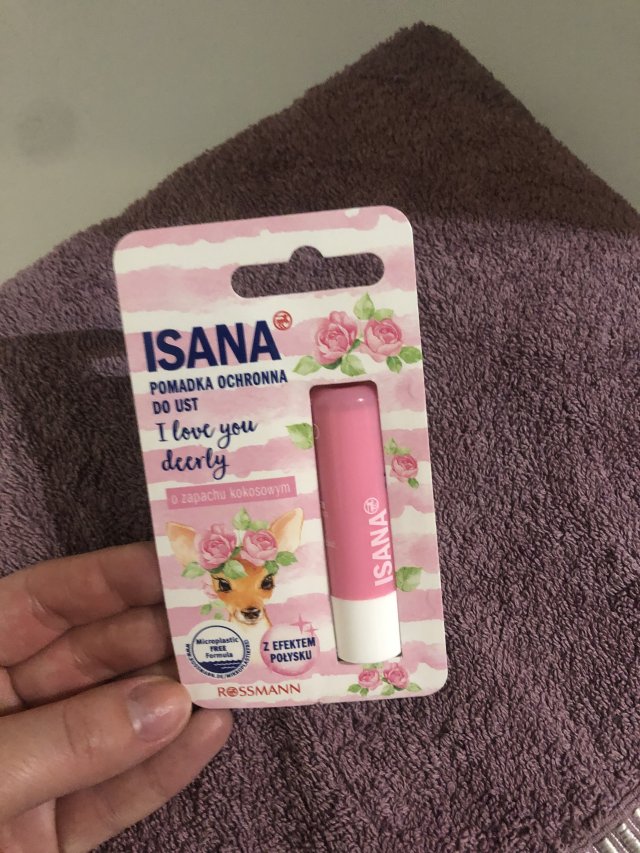 ISANA
POMADKA OCHRONNA
DO UST
I love you
deerly
o zapachu kokosowym
ISANA
Microplastic
FREE
Formula
Z EFEKTEM
POŁYSKU
ROSSMANN